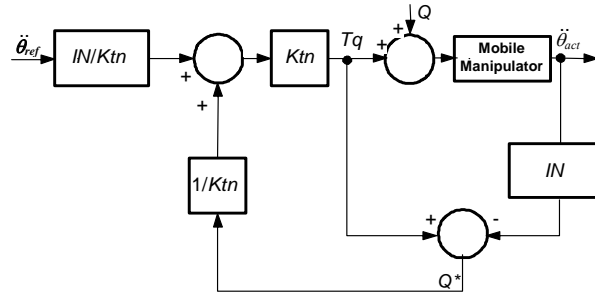 θ̈ref
IN/Ktn
+
+
Ktn
Tq
Q
+
+
Mobile
Manipulator
θ̈act
IN
1/Ktn
+
-
Q*